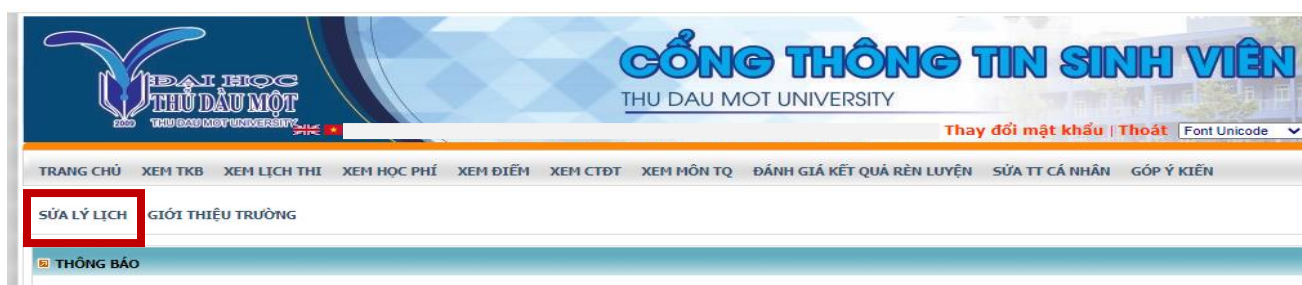 ĐẠI HỌC
THỦ DẦU MỘT
THU DAU MOT UNIVERSITY
2009
CỔNG THÔNG TIN SINH VIÊN
THU DAU MOT UNIVERSITY
Thay đổi mật khẩu | Thoát Font Unicode
TRANG CHỦ XEM TKB XEM LỊCH THI XEM HỌC PHÍ XEM ĐIỂM XEM CTĐT XEM MÔN TQ ĐÁNH GIÁ KẾT QUẢ RÈN LUYỆN SỬA TT CÁ NHÂN GÓP Ý KIẾN
SỬA LÝ LỊCH GIỚI THIỆU TRƯỜNG
THÔNG BÁO